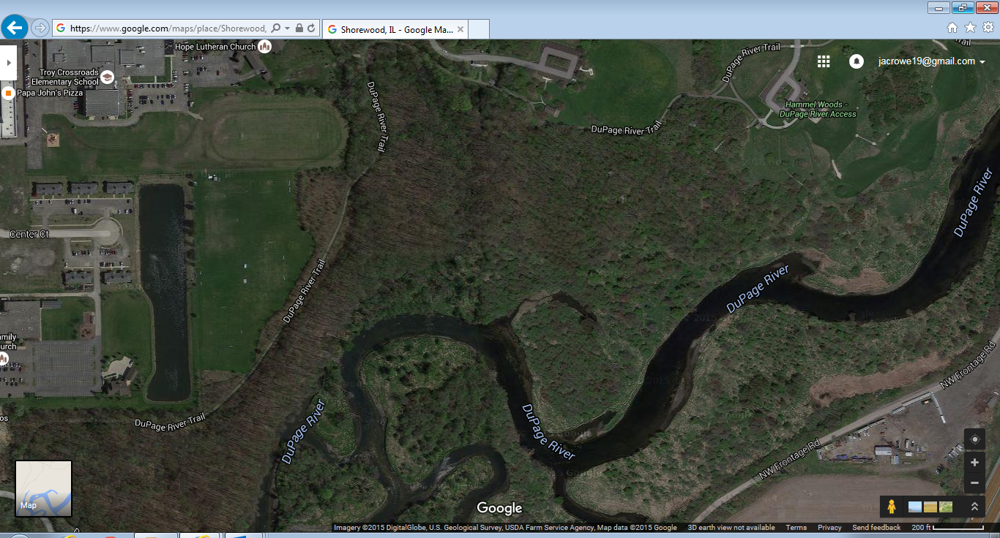 https://www.google.com/maps/place/Shorewood,
Shorewood, IL - Google Ma...
Hope Lutheran Church
Trail
DuPage River Trail
jacrowe19@gmail.com
Troy Crossroads
Elementary School
Papa John's Pizza
DuPage River Trail
Hammel Woods -
DuPage River Access
DuPage River Trail
DuPage River
Center Ct
DuPage River Trail
DuPage River
amily
urch
NW Frontage Rd
DuPage River
DuPage River
os
DuPage River Trail
NW Frontage Rd
Map
Google
Imagery ©2015 DigitalGlobe, U.S. Geological Survey, USDA Farm Service Agency, Map data ©2015 Google
3D earth view not available
Terms
Privacy
Send feedback
200 ft